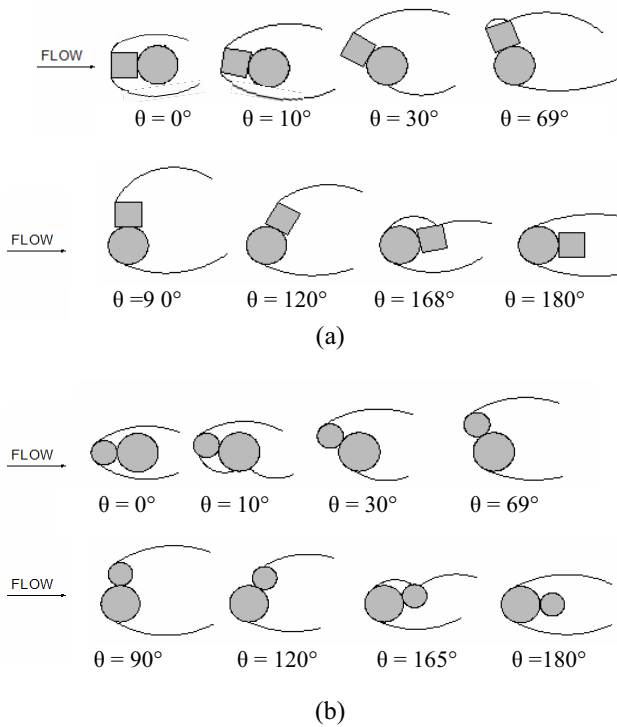 FLOW
θ = 0° θ = 10° θ = 30° θ = 69°
FLOW
θ =9 0° θ = 120° θ = 168° θ = 180°
(a)
FLOW
θ = 0° θ = 10° θ = 30° θ = 69°
FLOW
θ = 90° θ = 120° θ = 165° θ =180°
(b)